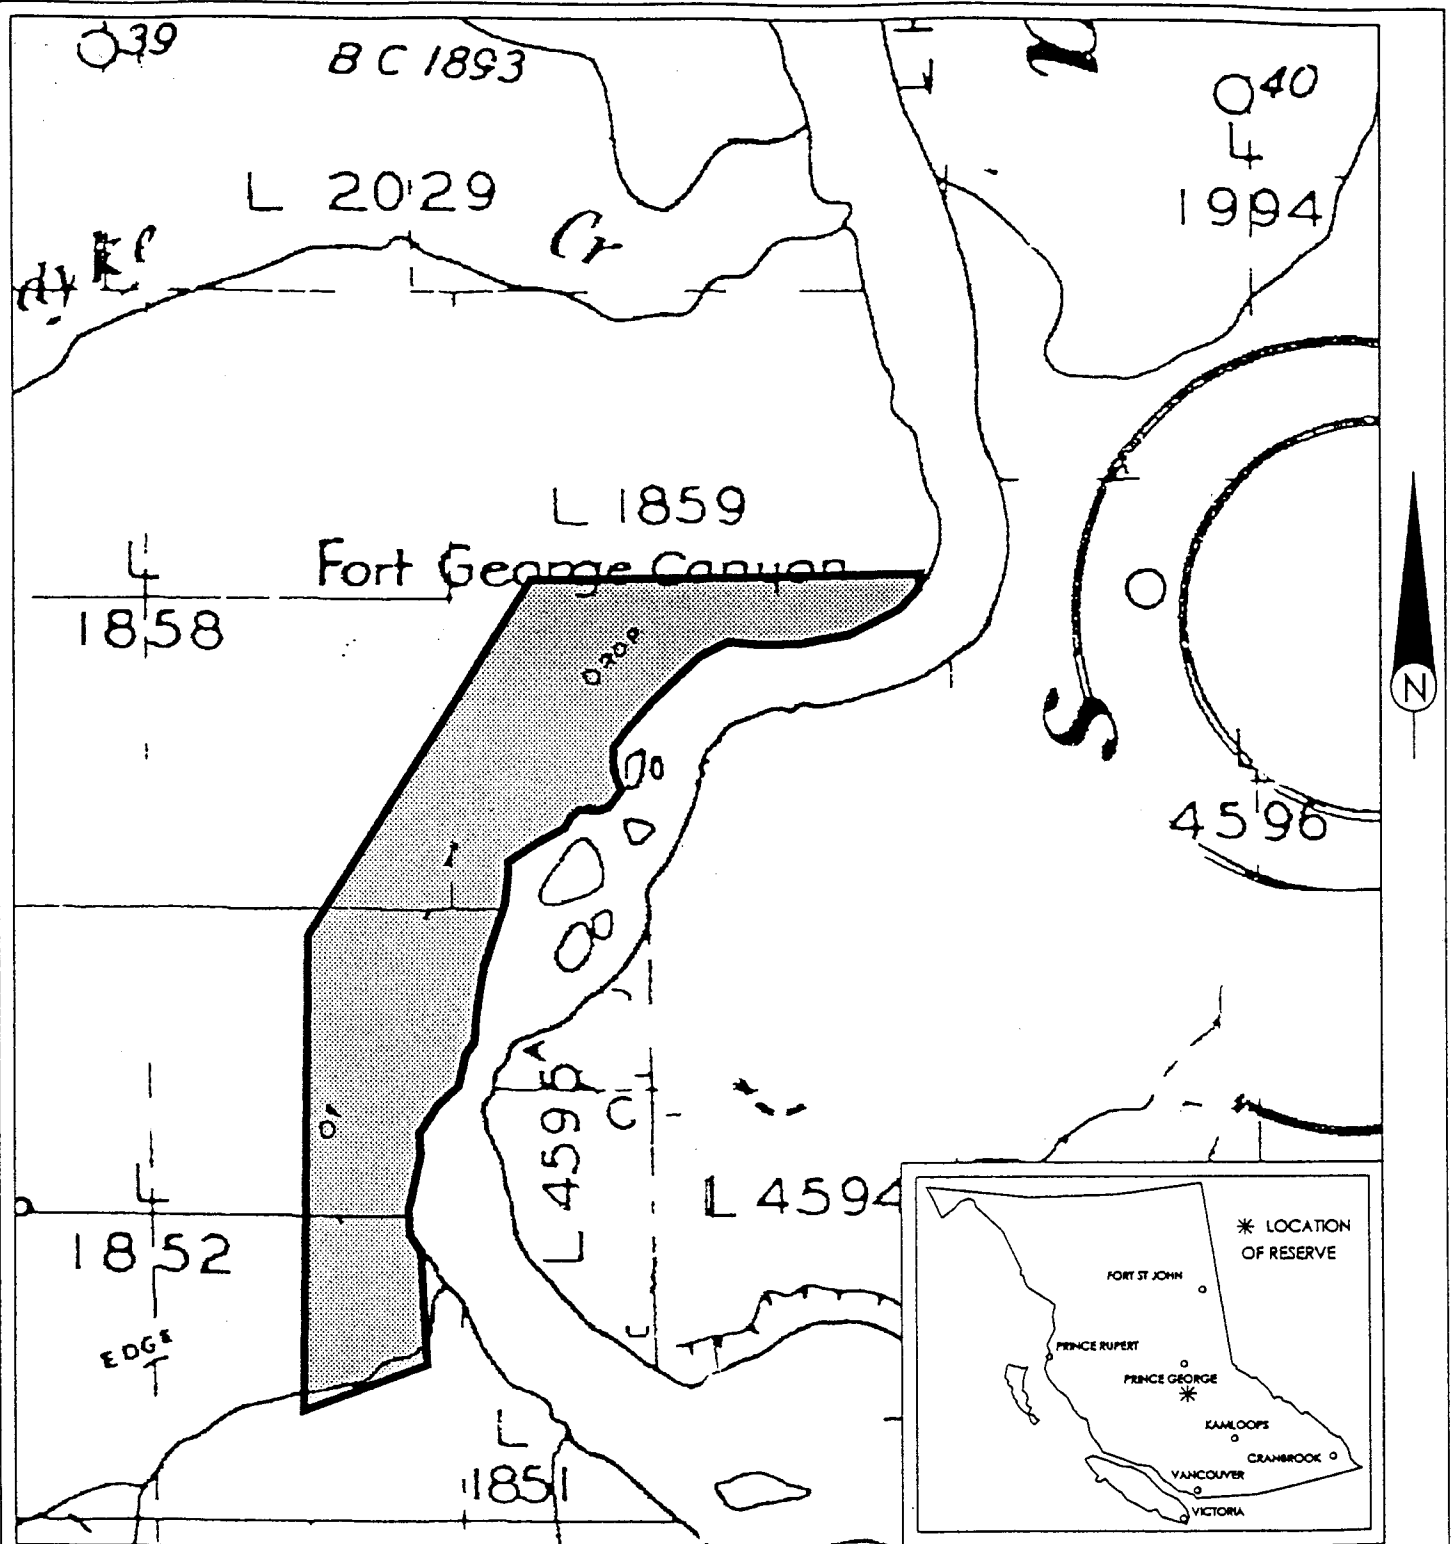 39
B C 1893
40
L
1994
L 2029
Cr
L 1859
Fort George Canyon
L
1858
DROP
N
S
L
4596
A
L 4595
C
L 4594
L
1852
EDGE
L
1851
LOCATION
OF RESERVE
FORT ST JOHN
PRINCE RUPERT
PRINCE GEORGE
KAMLOOPS
CRANBROOK
VANCOUVER
VICTORIA